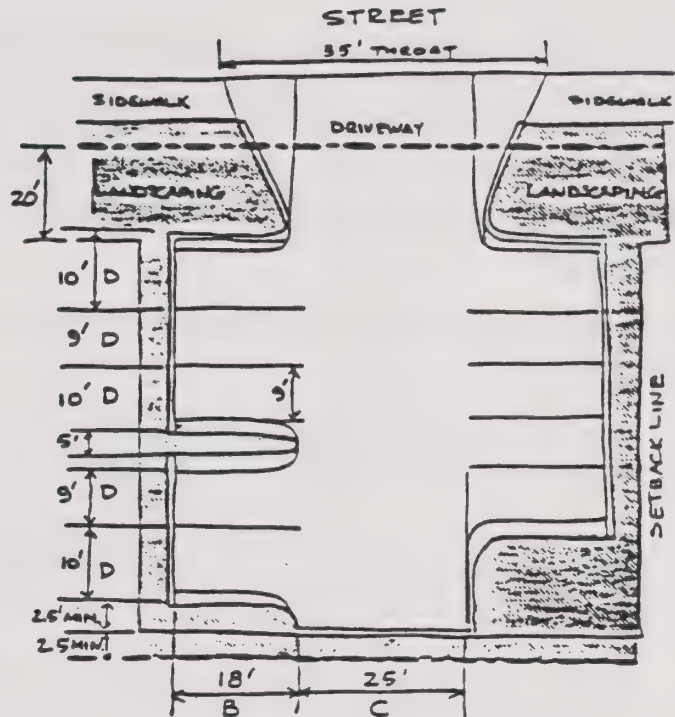 STREET
35' THROAT
SIDEWALK
SIDEWALK
DRIVEWAY
20'
LANDSCAPING
LANDSCAPING
10' D
9' D
10' D
9'
5'
9' D
10' D
SETBACK LINE
2.5' MIN.
2.5 MIN.
18'
25'
B
C